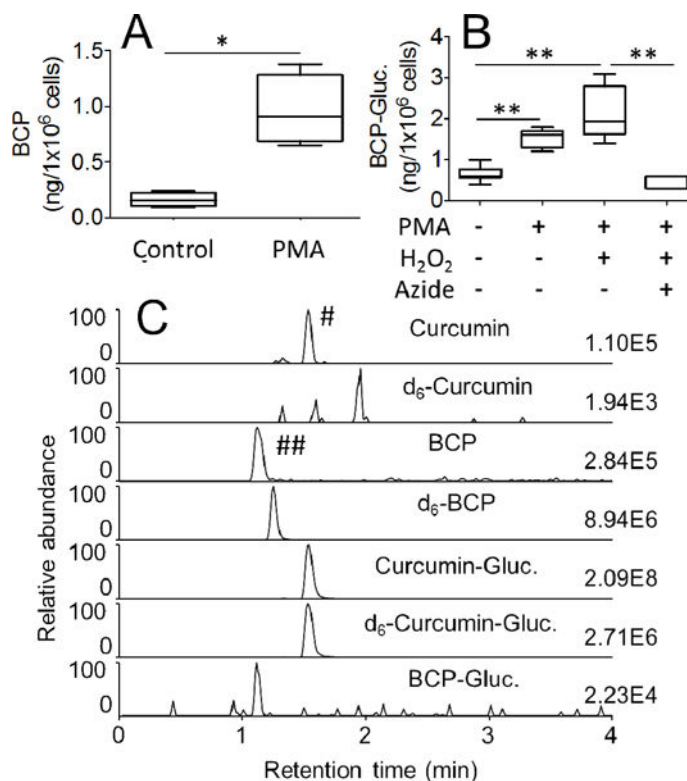 A
*
BCP
(ng/1x10⁶ cells)
1.5
1.0
0.5
0.0
Control
PMA
B
**
**
**
BCP-Gluc.
(ng/1x10⁶ cells)
4
3
2
1
0
PMA - + + +
H₂O₂ - - + +
Azide - - - +
C
Relative abundance
100
0
#
Curcumin
1.10E5
100
0
d₆-Curcumin
1.94E3
100
0
##
BCP
2.84E5
100
0
d₆-BCP
8.94E6
100
0
Curcumin-Gluc.
2.09E8
100
0
d₆-Curcumin-Gluc.
2.71E6
100
0
BCP-Gluc.
2.23E4
0 1 2 3 4
Retention time (min)